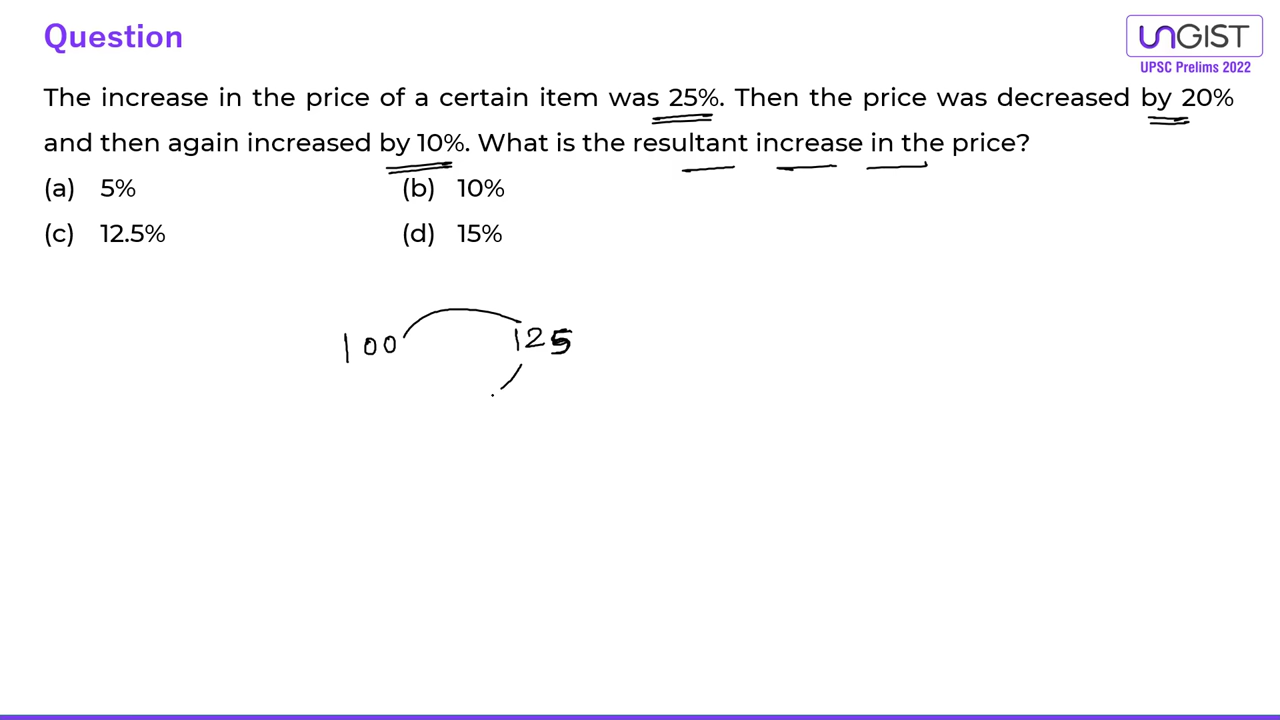 Question
UNGIST
UPSC Prelims 2022
The increase in the price of a certain item was 25%. Then the price was decreased by 20%
and then again increased by 10%. What is the resultant increase in the price?
(a) 5% (b) 10%
(c) 12.5% (d) 15%
100 125